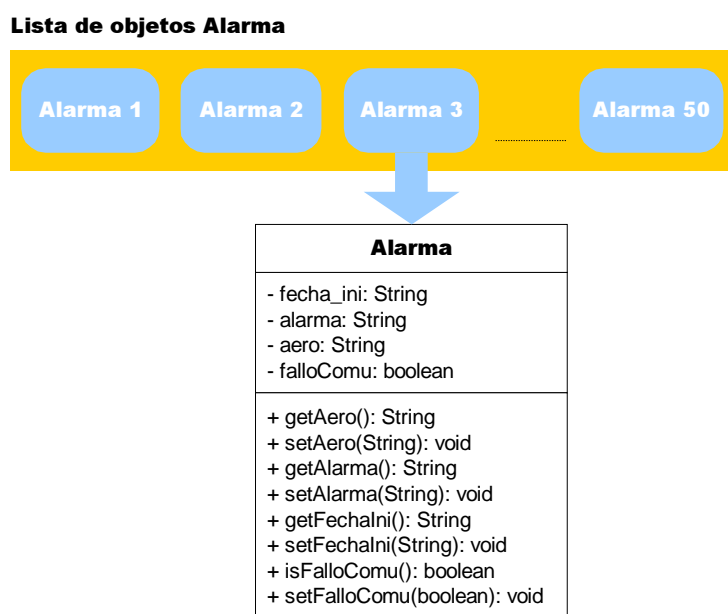 Lista de objetos Alarma
Alarma 1 Alarma 2 Alarma 3 Alarma 50
Alarma
- fecha_ini: String
- alarma: String
- aero: String
- falloComu: boolean
+ getAero(): String
+ setAero(String): void
+ getAlarma(): String
+ setAlarma(String): void
+ getFechaIni(): String
+ setFechaIni(String): void
+ isFalloComu(): boolean
+ setFalloComu(boolean): void